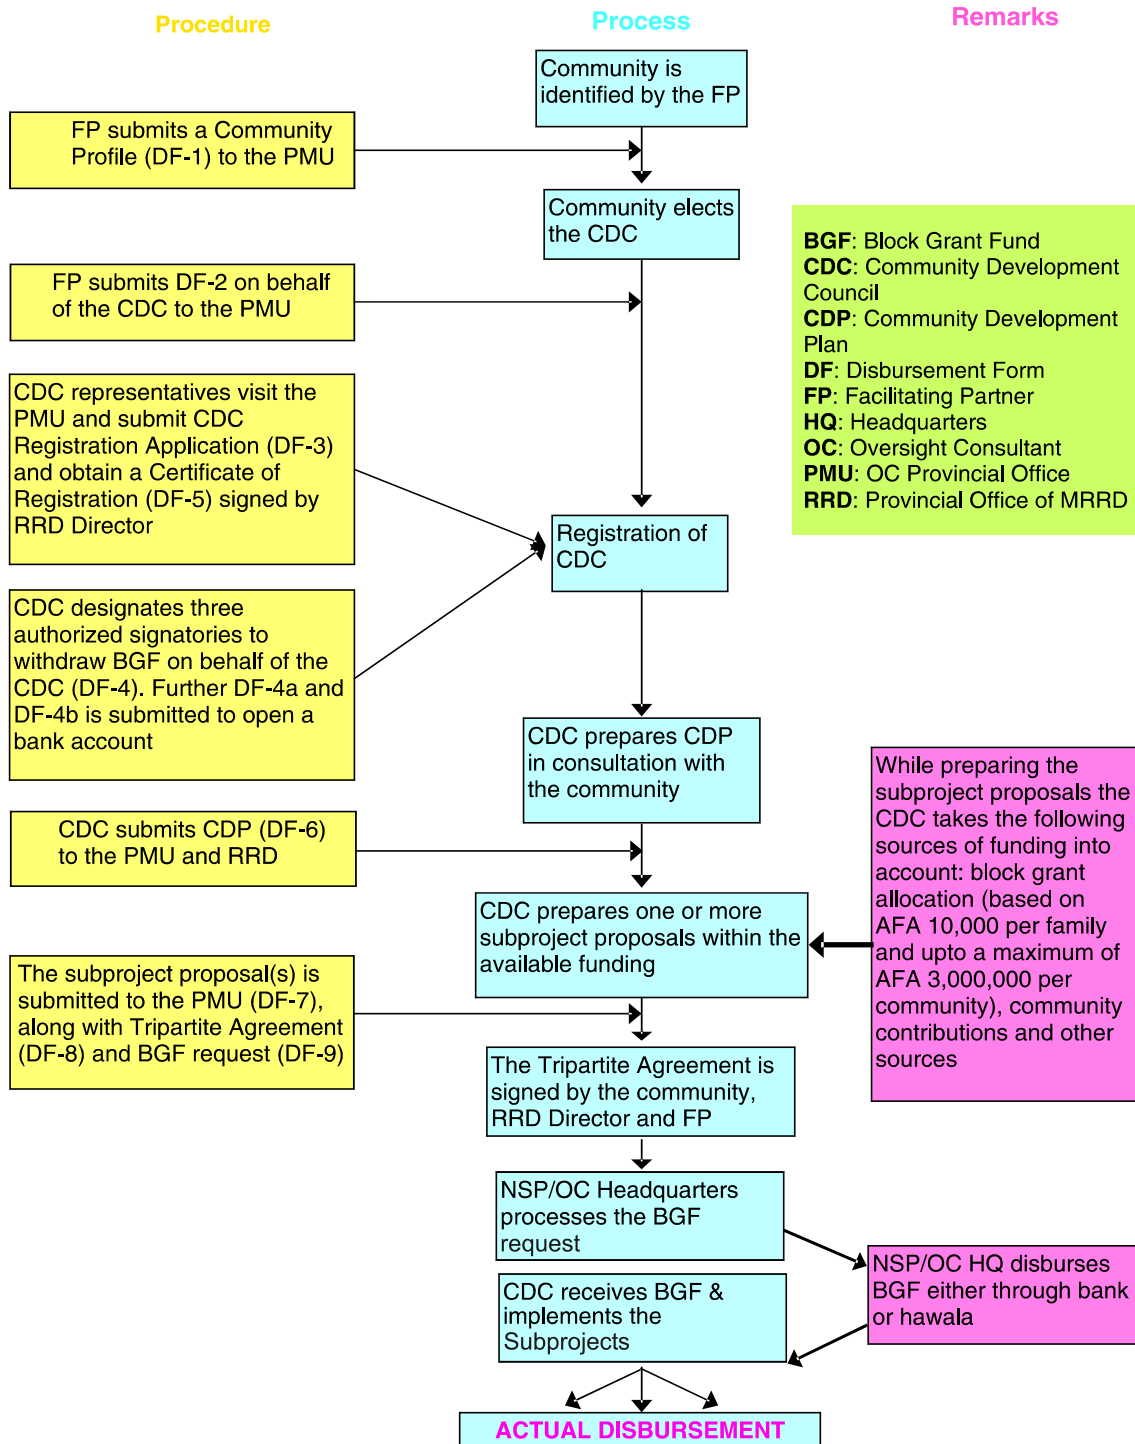 Procedure
Process
Remarks
Community is
identified by the FP
FP submits a Community
Profile (DF-1) to the PMU
Community elects
the CDC
BGF: Block Grant Fund
CDC: Community Development
Council
CDP: Community Development
Plan
DF: Disbursement Form
FP: Facilitating Partner
HQ: Headquarters
OC: Oversight Consultant
PMU: OC Provincial Office
RRD: Provincial Office of MRRD
FP submits DF-2 on behalf
of the CDC to the PMU
CDC representatives visit the
PMU and submit CDC
Registration Application (DF-3)
and obtain a Certificate of
Registration (DF-5) signed by
RRD Director
Registration of
CDC
CDC designates three
authorized signatories to
withdraw BGF on behalf of the
CDC (DF-4). Further DF-4a and
DF-4b is submitted to open a
bank account
CDC prepares CDP
in consultation with
the community
While preparing the
subproject proposals the
CDC takes the following
sources of funding into
account: block grant
allocation (based on
AFA 10,000 per family
and upto a maximum of
AFA 3,000,000 per
community), community
contributions and other
sources
CDC submits CDP (DF-6)
to the PMU and RRD
CDC prepares one or more
subproject proposals within the
available funding
The subproject proposal(s) is
submitted to the PMU (DF-7),
along with Tripartite Agreement
(DF-8) and BGF request (DF-9)
The Tripartite Agreement is
signed by the community,
RRD Director and FP
NSP/OC Headquarters
processes the BGF
request
NSP/OC HQ disburses
BGF either through bank
or hawala
CDC receives BGF &
implements the
Subprojects
ACTUAL DISBURSEMENT